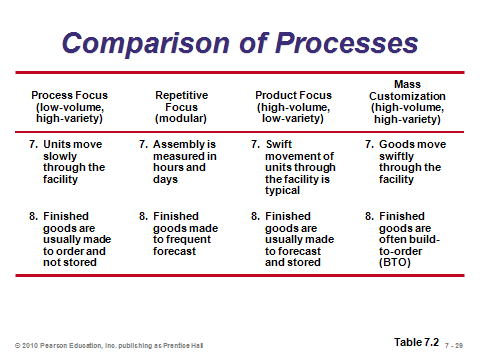 Comparison of Processes
Process Focus
(low-volume,
high-variety)
Repetitive
Focus
(modular)
Product Focus
(high-volume,
low-variety)
Mass
Customization
(high-volume,
high-variety)
7. Units move
slowly
through the
facility
7. Assembly is
measured in
hours and
days
7. Swift
movement of
units through
the facility is
typical
7. Goods move
swiftly
through the
facility
8. Finished
goods are
usually made
to order and
not stored
8. Finished
goods made
to frequent
forecast
8. Finished
goods are
usually made
to forecast
and stored
8. Finished
goods are
often build-
to-order
(BTO)
Table 7.2
© 2010 Pearson Education, Inc. publishing as Prentice Hall
7 - 29